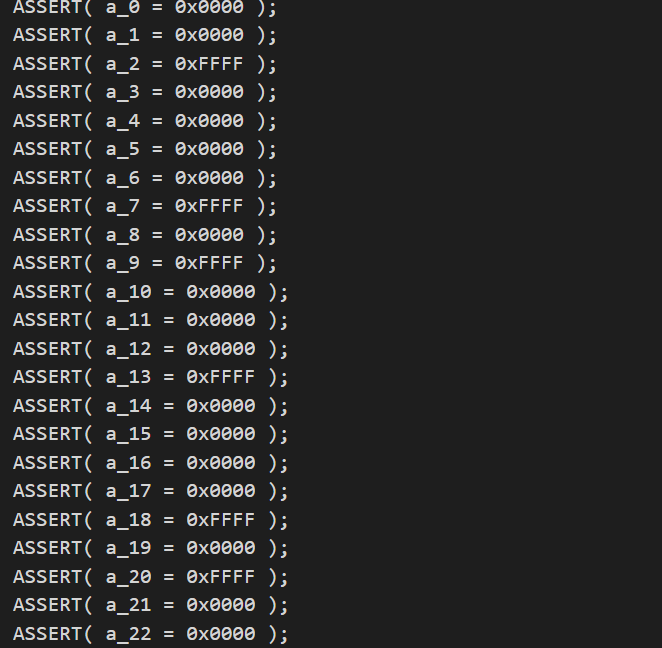 ASSERT( a_0 = 0x0000 );
ASSERT( a_1 = 0x0000 );
ASSERT( a_2 = 0xFFFF );
ASSERT( a_3 = 0x0000 );
ASSERT( a_4 = 0x0000 );
ASSERT( a_5 = 0x0000 );
ASSERT( a_6 = 0x0000 );
ASSERT( a_7 = 0xFFFF );
ASSERT( a_8 = 0x0000 );
ASSERT( a_9 = 0xFFFF );
ASSERT( a_10 = 0x0000 );
ASSERT( a_11 = 0x0000 );
ASSERT( a_12 = 0x0000 );
ASSERT( a_13 = 0xFFFF );
ASSERT( a_14 = 0x0000 );
ASSERT( a_15 = 0x0000 );
ASSERT( a_16 = 0x0000 );
ASSERT( a_17 = 0x0000 );
ASSERT( a_18 = 0xFFFF );
ASSERT( a_19 = 0x0000 );
ASSERT( a_20 = 0xFFFF );
ASSERT( a_21 = 0x0000 );
ASSERT( a_22 = 0x0000 );